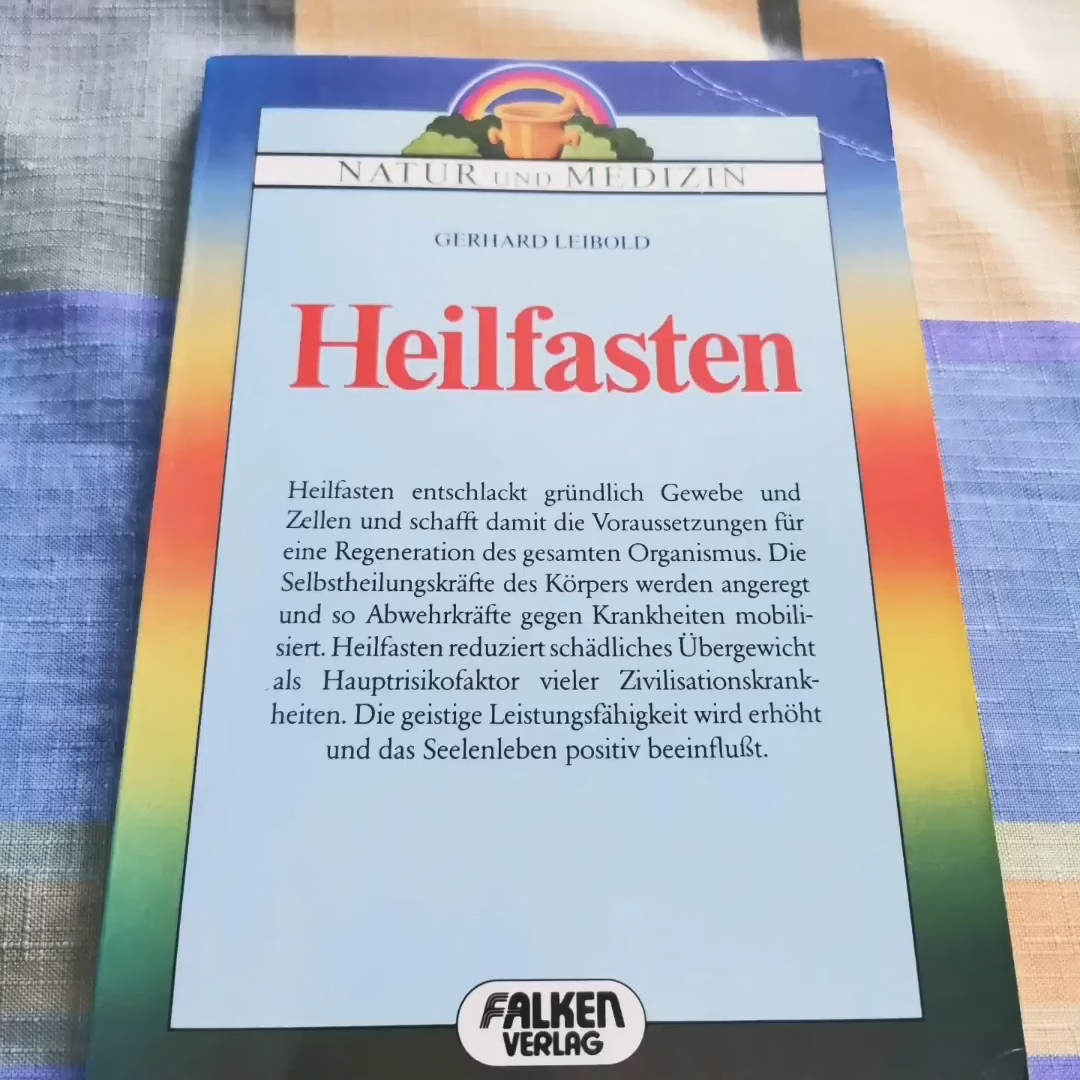 NATUR UND MEDIZIN
GERHARD LEIBOLD
Heilfasten
Heilfasten entschlackt gründlich Gewebe und
Zellen und schafft damit die Voraussetzungen für
eine Regeneration des gesamten Organismus. Die
Selbstheilungskräfte des Körpers werden angeregt
und so Abwehrkräfte gegen Krankheiten mobili-
siert. Heilfasten reduziert schädliches Übergewicht
als Hauptrisikofaktor vieler Zivilisationskrank-
heiten. Die geistige Leistungsfähigkeit wird erhöht
und das Seelenleben positiv beeinflußt.
FALKEN
VERLAG